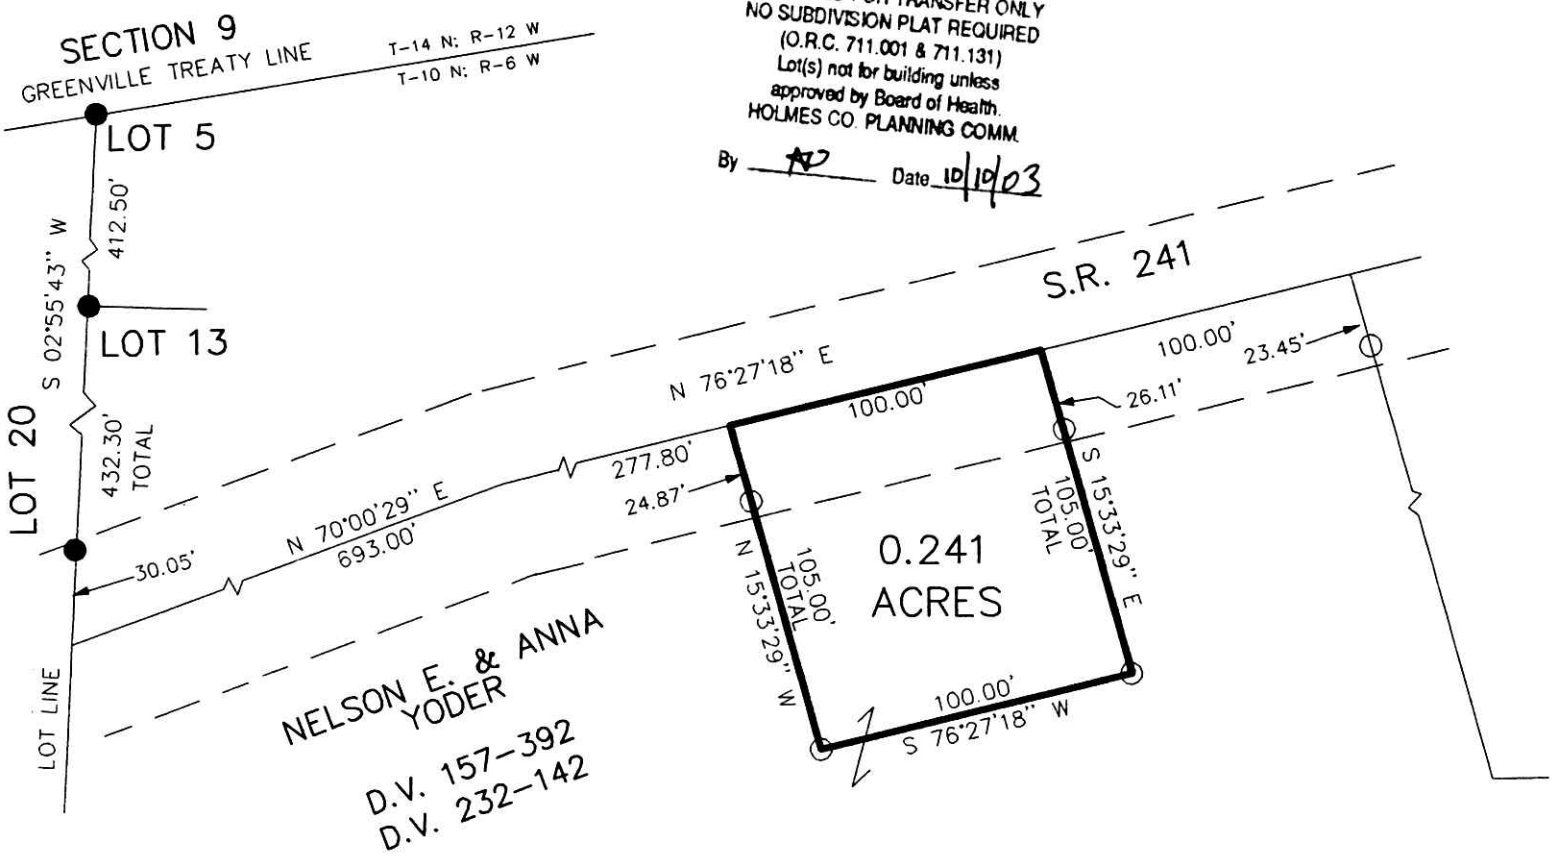 SECTION 9
GREENVILLE TREATY LINE
T-14 N; R-12 W
T-10 N; R-6 W
TRANSFER ONLY
NO SUBDIVISION PLAT REQUIRED
(O.R.C. 711.001 & 711.131)
Lot(s) not for building unless
approved by Board of Health.
HOLMES CO. PLANNING COMM.
By
Date 10/10/03
LOT 5
412.50'
S 02°55'43" W
LOT 13
432.30'
TOTAL
LOT 20
30.05'
LOT LINE
N 70°00'29" E
693.00'
277.80'
24.87'
N 76°27'18" E
100.00'
S.R. 241
100.00'
23.45'
26.11'
S 15°33'29" E
105.00'
TOTAL
0.241
ACRES
105.00'
TOTAL
N 15°33'29" W
100.00'
S 76°27'18" W
NELSON E. & ANNA
YODER
D.V. 157-392
D.V. 232-142